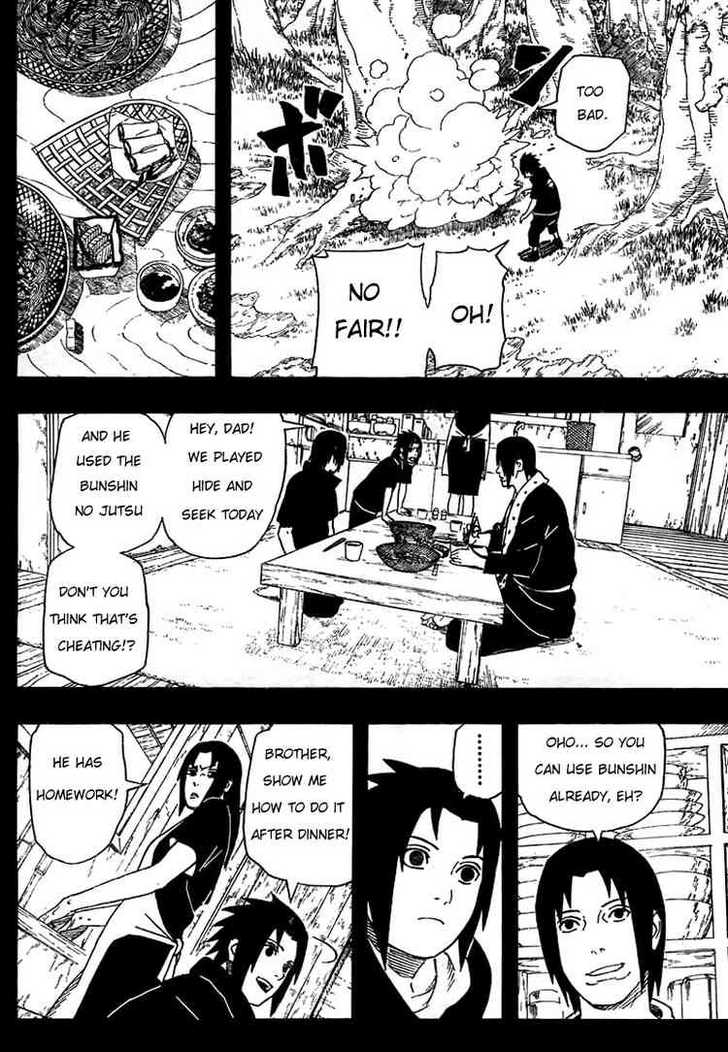 TOO
BAD.
ボ
OH!
NO
FAIR!!
HEY, DAD!
WE PLAYED
HIDE AND
SEEK TODAY
AND HE
USED THE
BUNSHIN
NO JUTSU
DON'T YOU
THINK THAT'S
CHEATING!?
OHO... SO YOU
CAN USE BUNSHIN
ALREADY, EH?
.........
BROTHER,
SHOW ME
HOW TO DO IT
AFTER DINNER!
HE HAS
HOMEWORK!